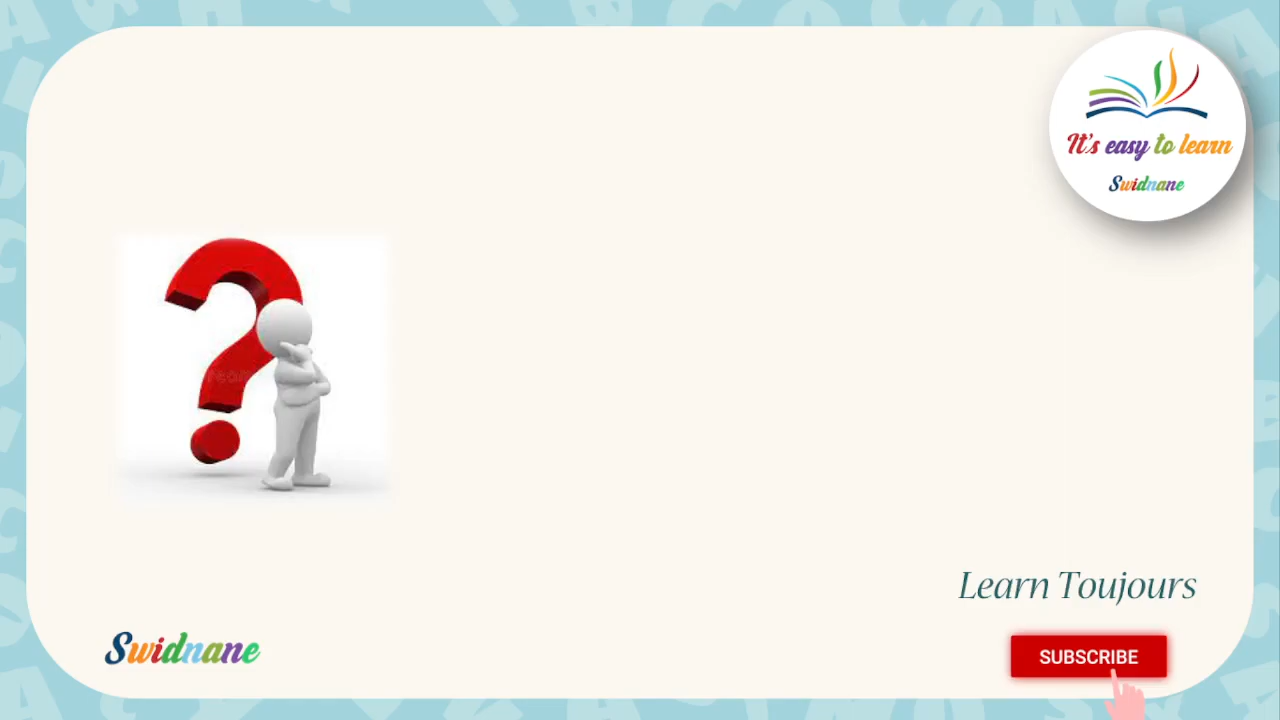 It's easy to learn
Swidnane
Learn Toujours
Swidnane
SUBSCRIBE